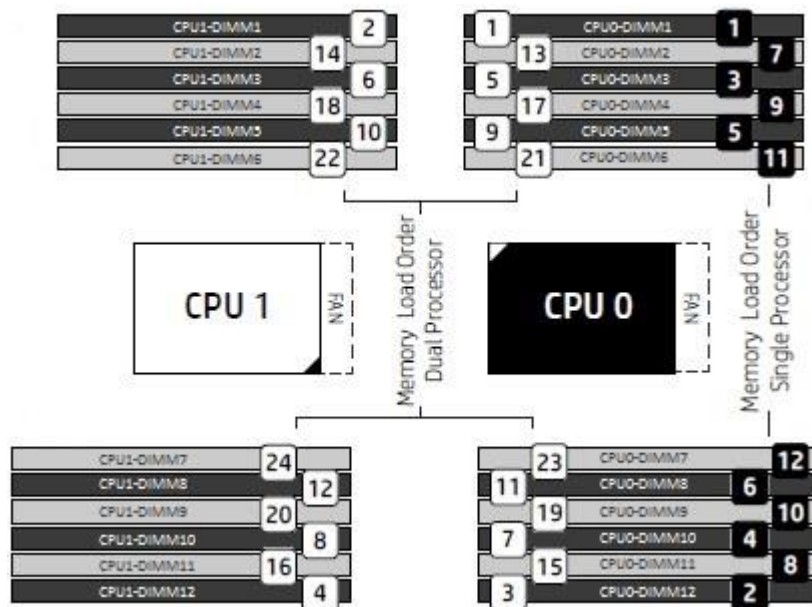 CPU1-DIMM1 2 1 CPU0-DIMM1 1
CPU1-DIMM2 14 13 CPU0-DIMM2 7
CPU1-DIMM3 6 5 CPU0-DIMM3 3
CPU1-DIMM4 18 17 CPU0-DIMM4 9
CPU1-DIMM5 10 9 CPU0-DIMM5 5
CPU1-DIMM6 22 21 CPU0-DIMM6 11
CPU 1
FAN
Memory Load Order
Dual Processor
CPU 0
FAN
Memory Load Order
Single Processor
CPU1-DIMM7 24 23 CPU0-DIMM7 12
CPU1-DIMM8 12 11 CPU0-DIMM8 6
CPU1-DIMM9 20 19 CPU0-DIMM9 10
CPU1-DIMM10 8 7 CPU0-DIMM10 4
CPU1-DIMM11 16 15 CPU0-DIMM11 8
CPU1-DIMM12 4 3 CPU0-DIMM12 2